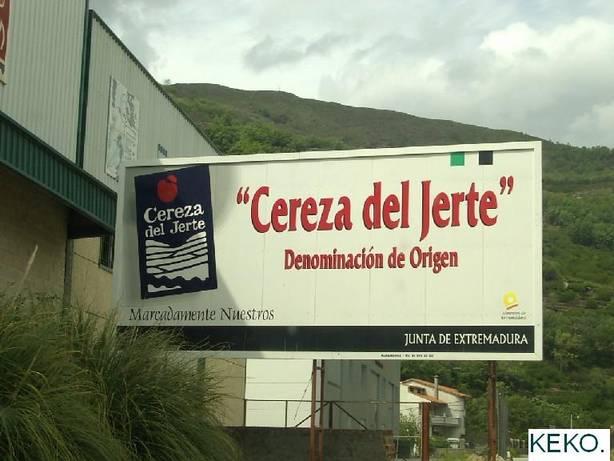 Cereza
del Jerte
"Cereza del Jerte"
Denominación de Origen
Marcadamente Nuestros
JUNTA DE EXTREMADURA
KEKO.